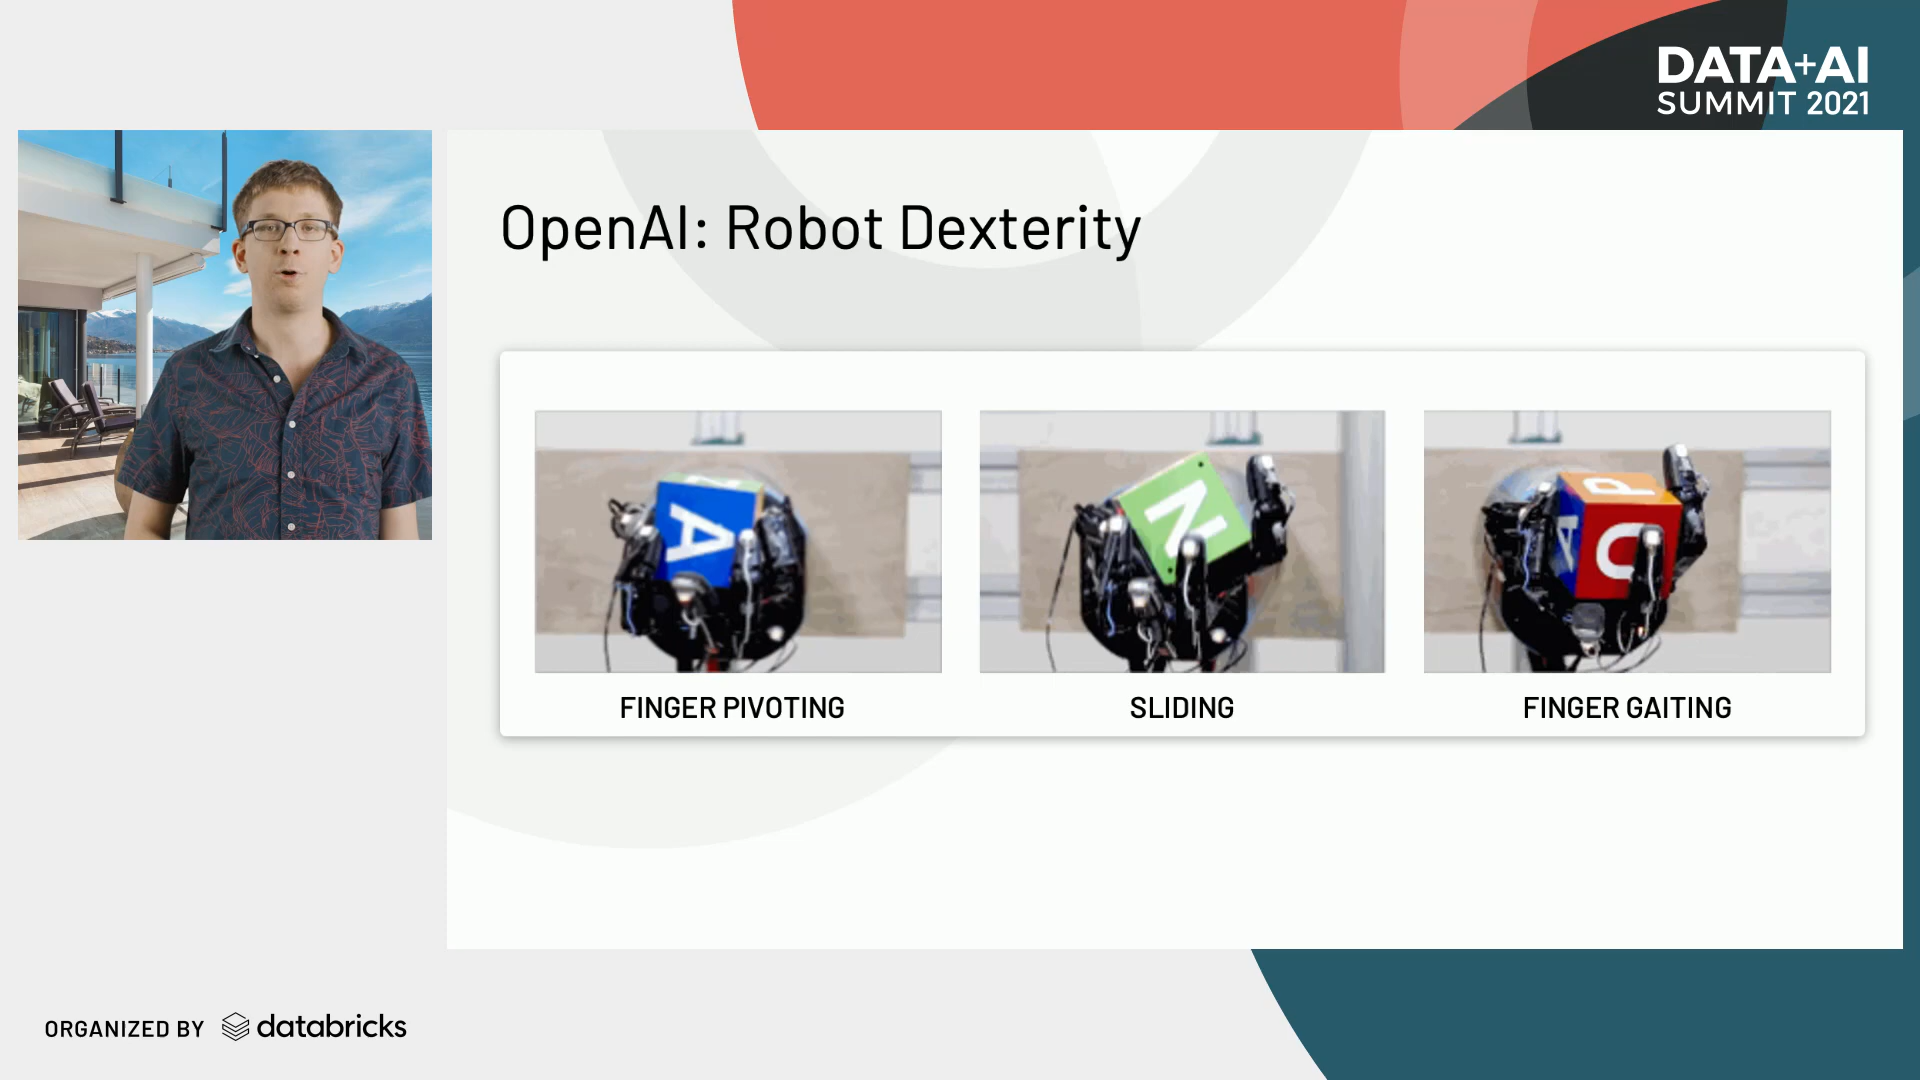 DATA+AI
SUMMIT 2021
OpenAI: Robot Dexterity
A
N
P
A
O
FINGER PIVOTING
SLIDING
FINGER GAITING
ORGANIZED BY databricks